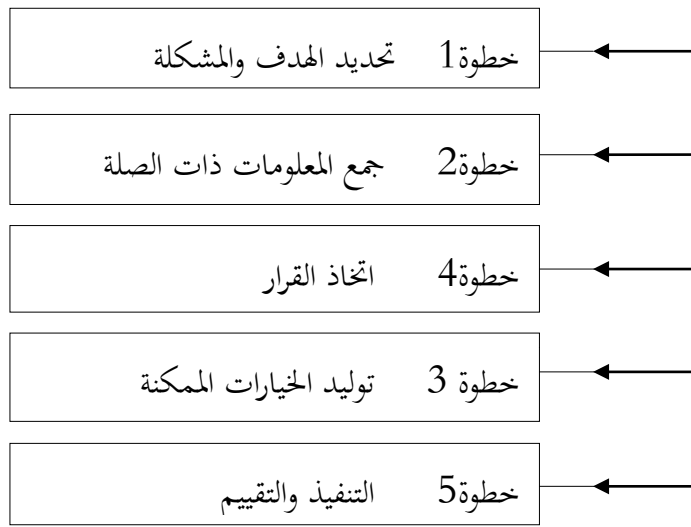 خطوة1 تحديد الهدف والمشكلة
خطوة2 جمع المعلومات ذات الصلة
خطوة4 اتخاذ القرار
خطوة 3 توليد الخيارات الممكنة
خطوة5 التنفيذ والتقييم